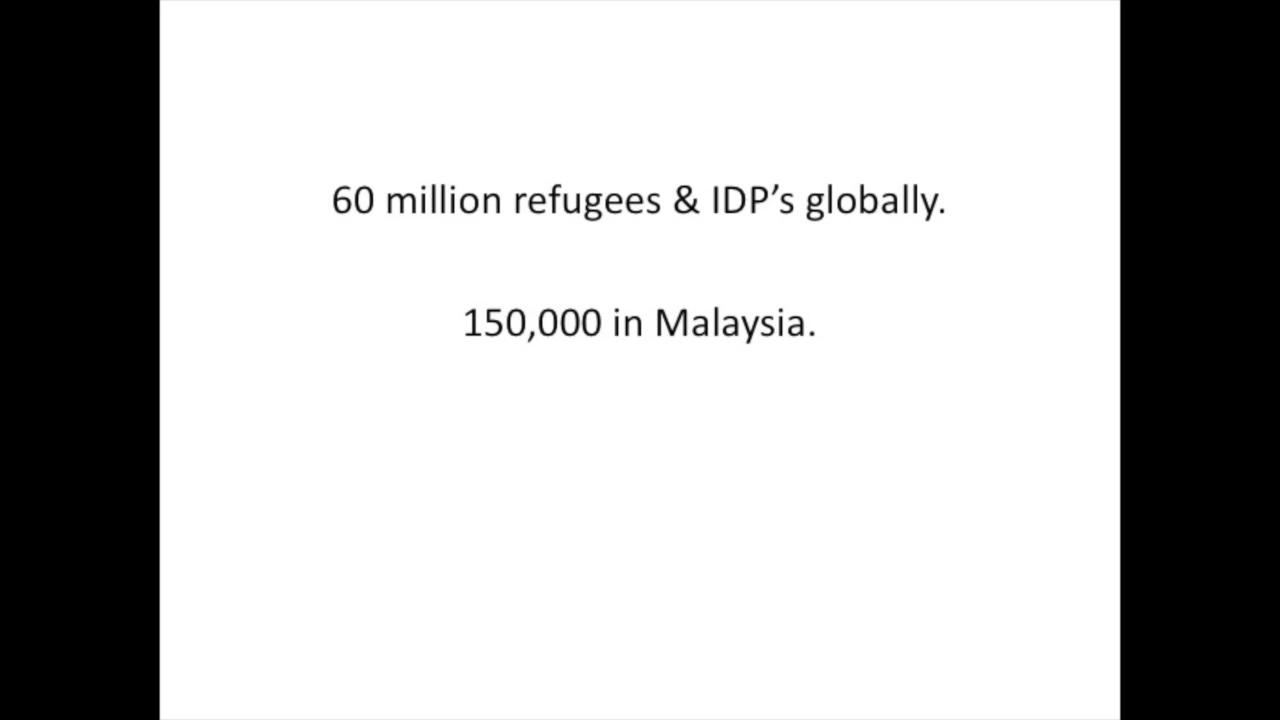 60 million refugees & IDP’s globally.
150,000 in Malaysia.